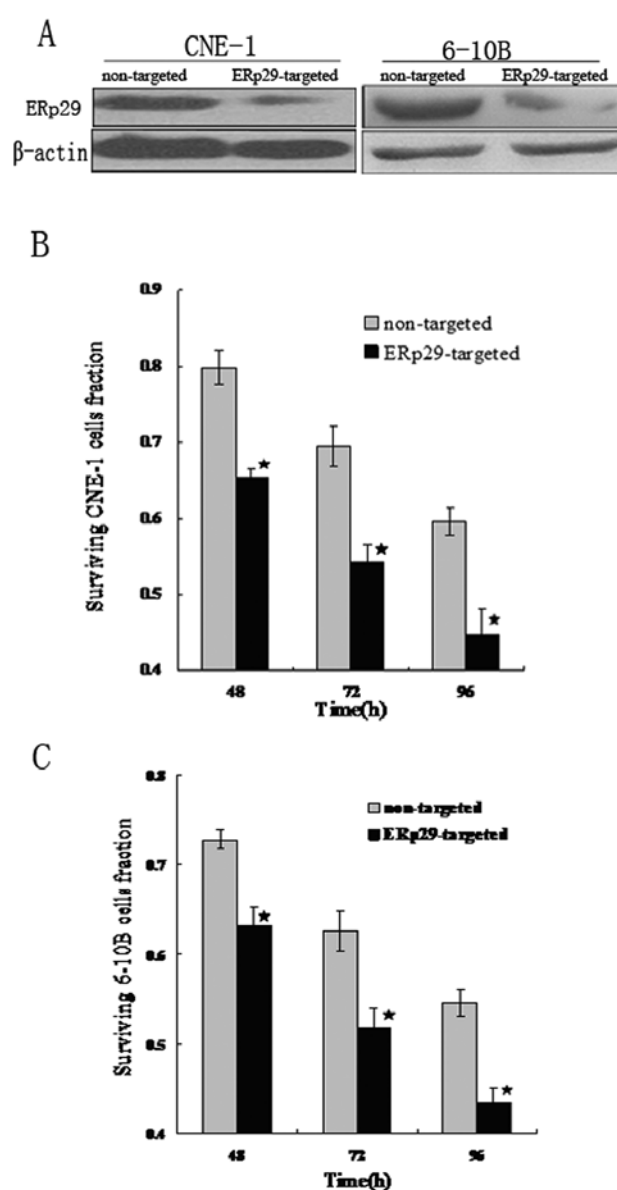 A
CNE-1
6-10B
non-targeted
ERp29-targeted
non-targeted
ERp29-targeted
ERp29
β-actin
B
Surviving CNE-1 cells fraction
0.9
0.8
0.7
0.6
0.5
0.4
non-targeted
ERp29-targeted
48
72
96
Time(h)
C
Surviving 6-10B cells fraction
0.8
0.7
0.6
0.5
0.4
non-targeted
ERp29-targeted
48
72
96
Time(h)